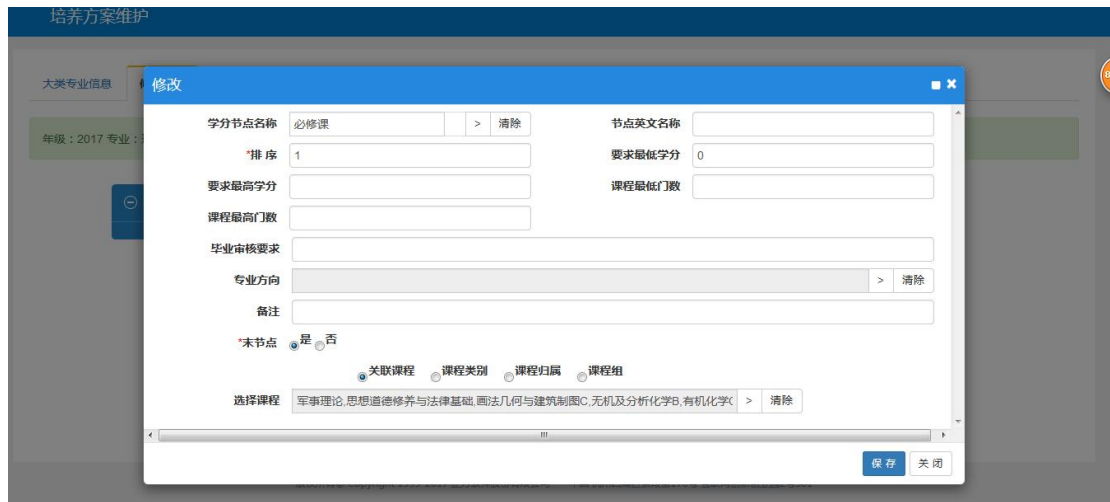 培养方案维护
大类专业信息
修改
学分节点名称 必修课 > 清除 节点英文名称
*排 序 1 要求最低学分 0
年级：2017 专业：
要求最高学分 课程最低门数
课程最高门数
毕业审核要求
专业方向 > 清除
备注
*末节点 是 否
关联课程 课程类别 课程归属 课程组
选择课程 军事理论,思想道德修养与法律基础,画法几何与建筑制图C,无机及分析化学B,有机化学( > 清除
保 存 关 闭